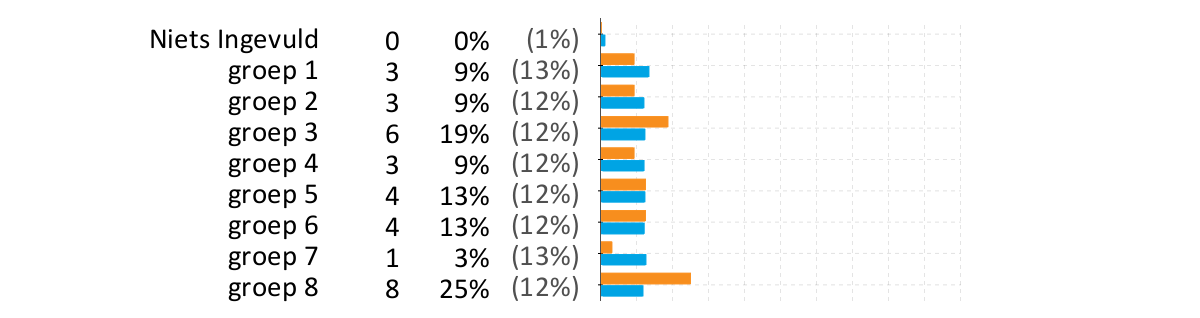 Niets Ingevuld 0 0% (1%)
groep 1 3 9% (13%)
groep 2 3 9% (12%)
groep 3 6 19% (12%)
groep 4 3 9% (12%)
groep 5 4 13% (12%)
groep 6 4 13% (12%)
groep 7 1 3% (13%)
groep 8 8 25% (12%)